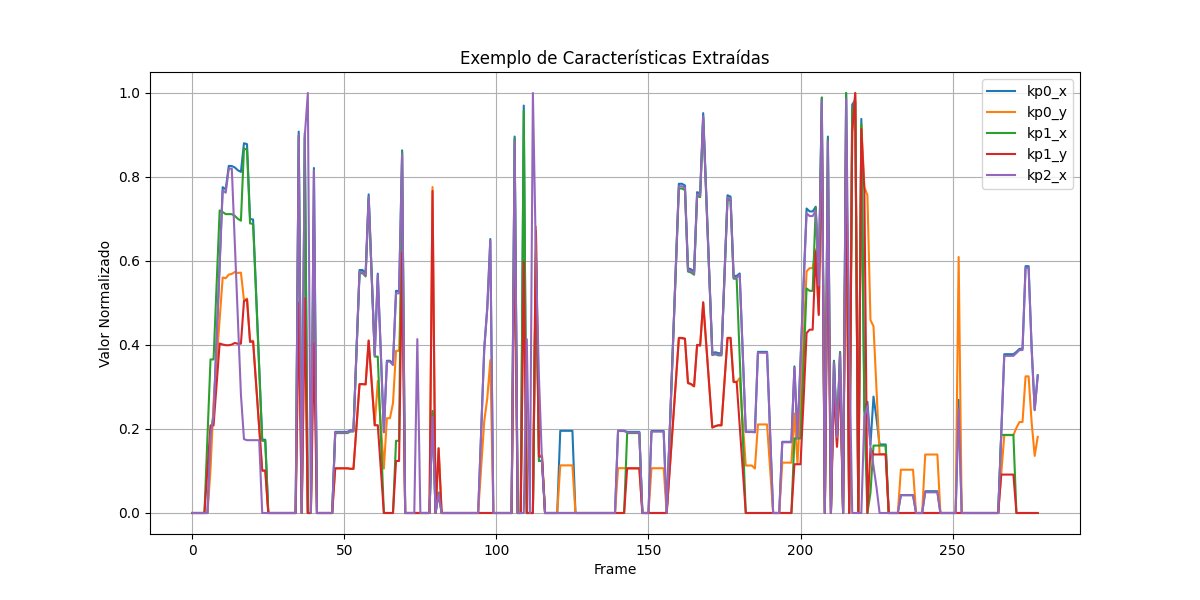 Exemplo de Características Extraídas
Valor Normalizado
1.0
0.8
0.6
0.4
0.2
0.0
0 50 100 150 200 250
Frame
kp0_x
kp0_y
kp1_x
kp1_y
kp2_x